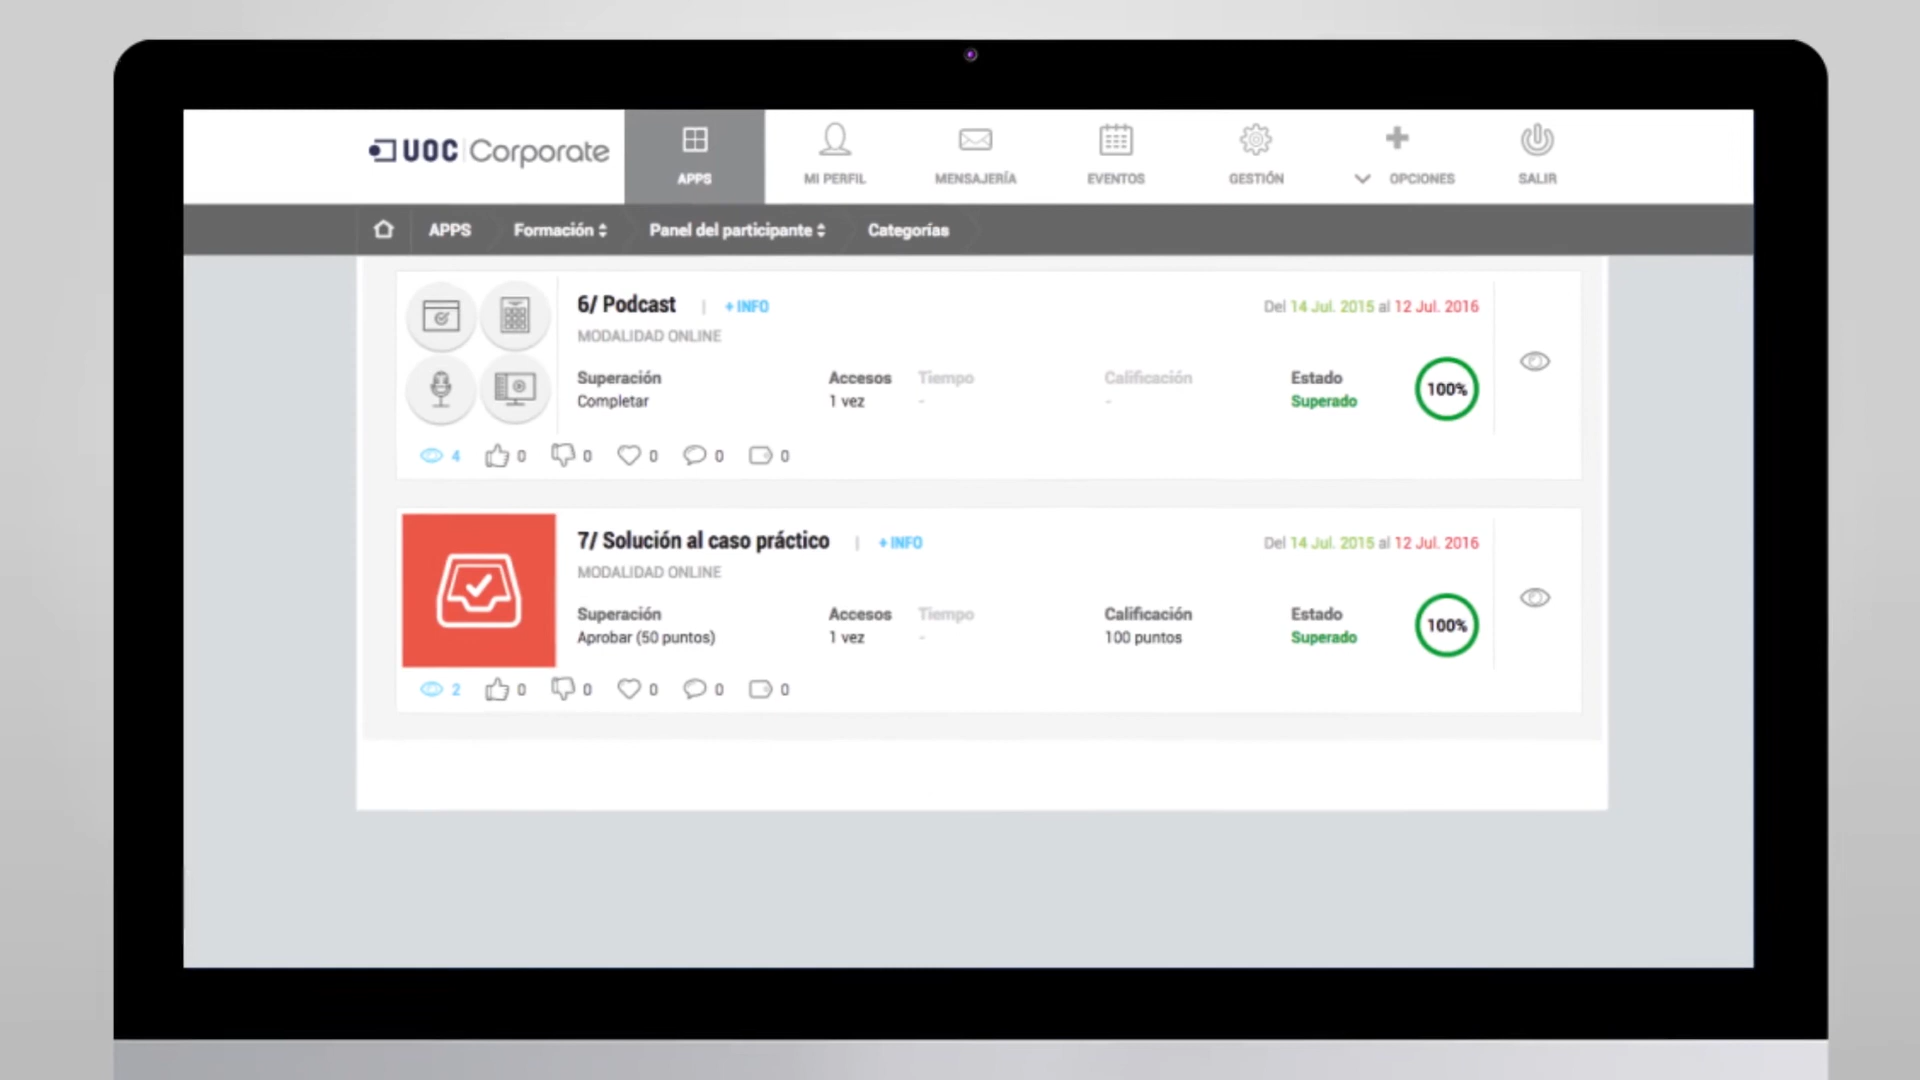 UOC Corporate
APPS
MI PERFIL
MENSAJERÍA
EVENTOS
GESTIÓN
OPCIONES
SALIR
APPS Formación Panel del participante Categorías
6/ Podcast | + INFO Del 14 Jul. 2015 al 12 Jul. 2016
MODALIDAD ONLINE
Superación Accesos Tiempo Calificación Estado
Completar 1 vez - - Superado 100%
4 0 0 0 0 0
7/ Solución al caso práctico | + INFO Del 14 Jul. 2015 al 12 Jul. 2016
MODALIDAD ONLINE
Superación Accesos Tiempo Calificación Estado
Aprobar (50 puntos) 1 vez - 100 puntos Superado 100%
2 0 0 0 0 0